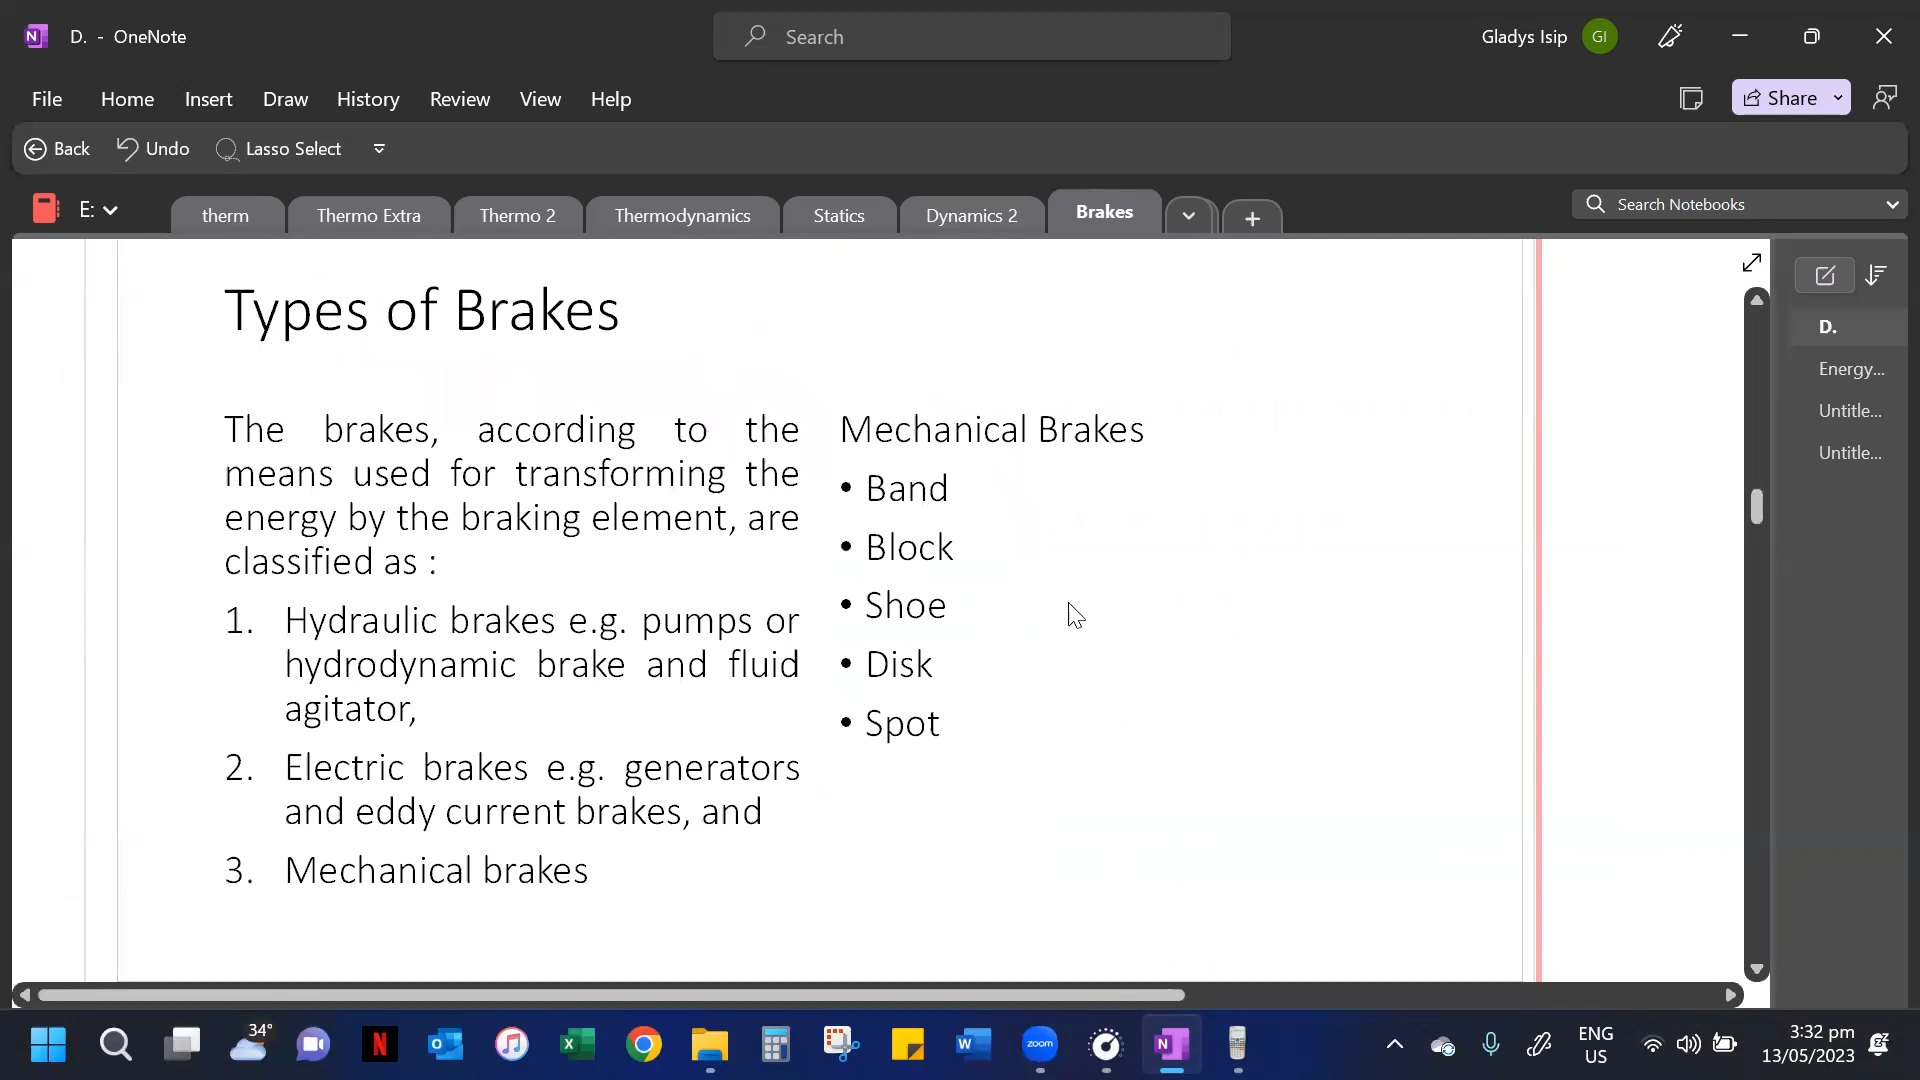 D. - OneNote
Search
Gladys Isip
GI
File Home Insert Draw History Review View Help
Share
Back Undo Lasso Select
E:
therm
Thermo Extra
Thermo 2
Thermodynamics
Statics
Dynamics 2
Brakes
Search Notebooks
Types of Brakes
The brakes, according to the
means used for transforming the
energy by the braking element, are
classified as :
1. Hydraulic brakes e.g. pumps or
hydrodynamic brake and fluid
agitator,
2. Electric brakes e.g. generators
and eddy current brakes, and
3. Mechanical brakes
Mechanical Brakes
• Band
• Block
• Shoe
• Disk
• Spot
D.
Energy...
Untitle...
Untitle...
34°
zoom
ENG
US
3:32 pm
13/05/2023